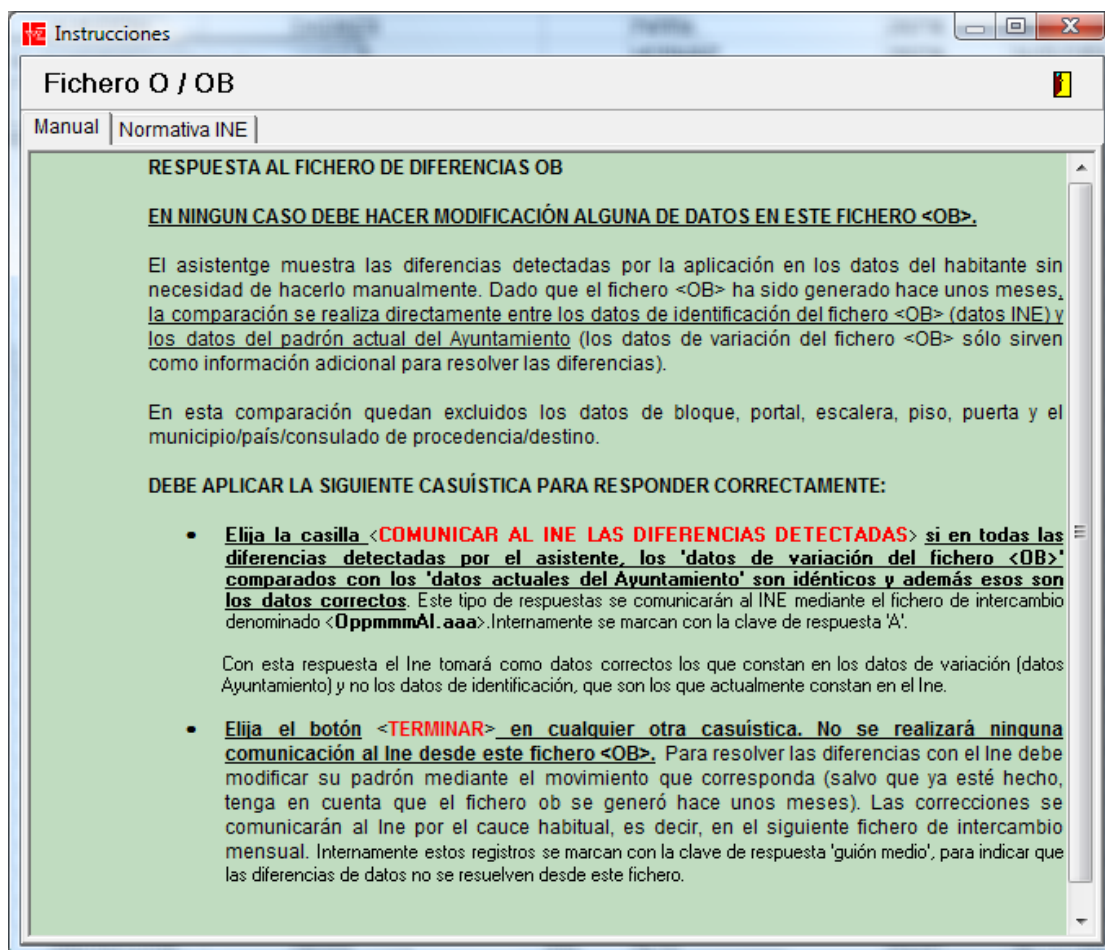 Instrucciones
Fichero O / OB
Manual
Normativa INE
RESPUESTA AL FICHERO DE DIFERENCIAS OB
EN NINGUN CASO DEBE HACER MODIFICACIÓN ALGUNA DE DATOS EN ESTE FICHERO <OB>.
El asistentge muestra las diferencias detectadas por la aplicación en los datos del habitante sin
necesidad de hacerlo manualmente. Dado que el fichero <OB> ha sido generado hace unos meses,
la comparación se realiza directamente entre los datos de identificación del fichero <OB> (datos INE) y
los datos del padrón actual del Ayuntamiento (los datos de variación del fichero <OB> sólo sirven
como información adicional para resolver las diferencias).
En esta comparación quedan excluidos los datos de bloque, portal, escalera, piso, puerta y el
municipio/país/consulado de procedencia/destino.
DEBE APLICAR LA SIGUIENTE CASUÍSTICA PARA RESPONDER CORRECTAMENTE:
• Elija la casilla <COMUNICAR AL INE LAS DIFERENCIAS DETECTADAS> si en todas las
diferencias detectadas por el asistente, los 'datos de variación del fichero <OB>'
comparados con los 'datos actuales del Ayuntamiento' son idénticos y además esos son
los datos correctos. Este tipo de respuestas se comunicarán al INE mediante el fichero de intercambio
denominado <OppmmmAI.aaa>.Internamente se marcan con la clave de respuesta 'A'.
Con esta respuesta el Ine tomará como datos correctos los que constan en los datos de variación (datos
Ayuntamiento) y no los datos de identificación, que son los que actualmente constan en el Ine.
• Elija el botón <TERMINAR> en cualquier otra casuística. No se realizará ninguna
comunicación al Ine desde este fichero <OB>. Para resolver las diferencias con el Ine debe
modificar su padrón mediante el movimiento que corresponda (salvo que ya esté hecho,
tenga en cuenta que el fichero ob se generó hace unos meses). Las correcciones se
comunicarán al Ine por el cauce habitual, es decir, en el siguiente fichero de intercambio
mensual. Internamente estos registros se marcan con la clave de respuesta 'guión medio', para indicar que
las diferencias de datos no se resuelven desde este fichero.